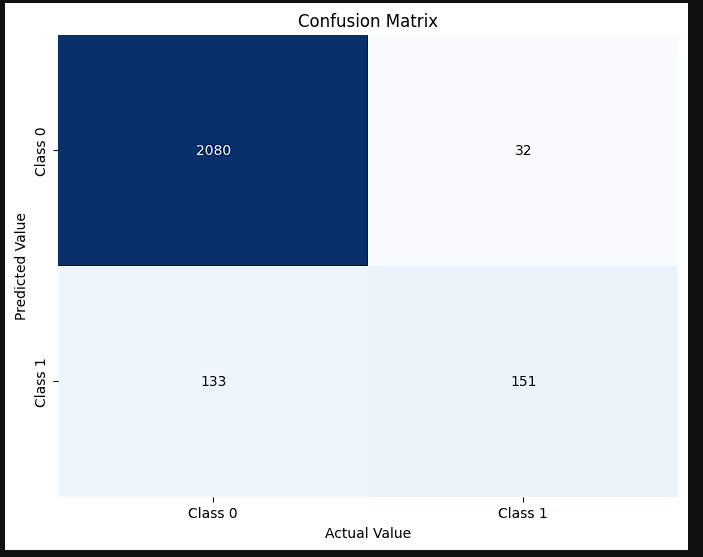 Confusion Matrix
Predicted Value
Class 0
2080
32
Class 1
133
151
Class 0
Class 1
Actual Value